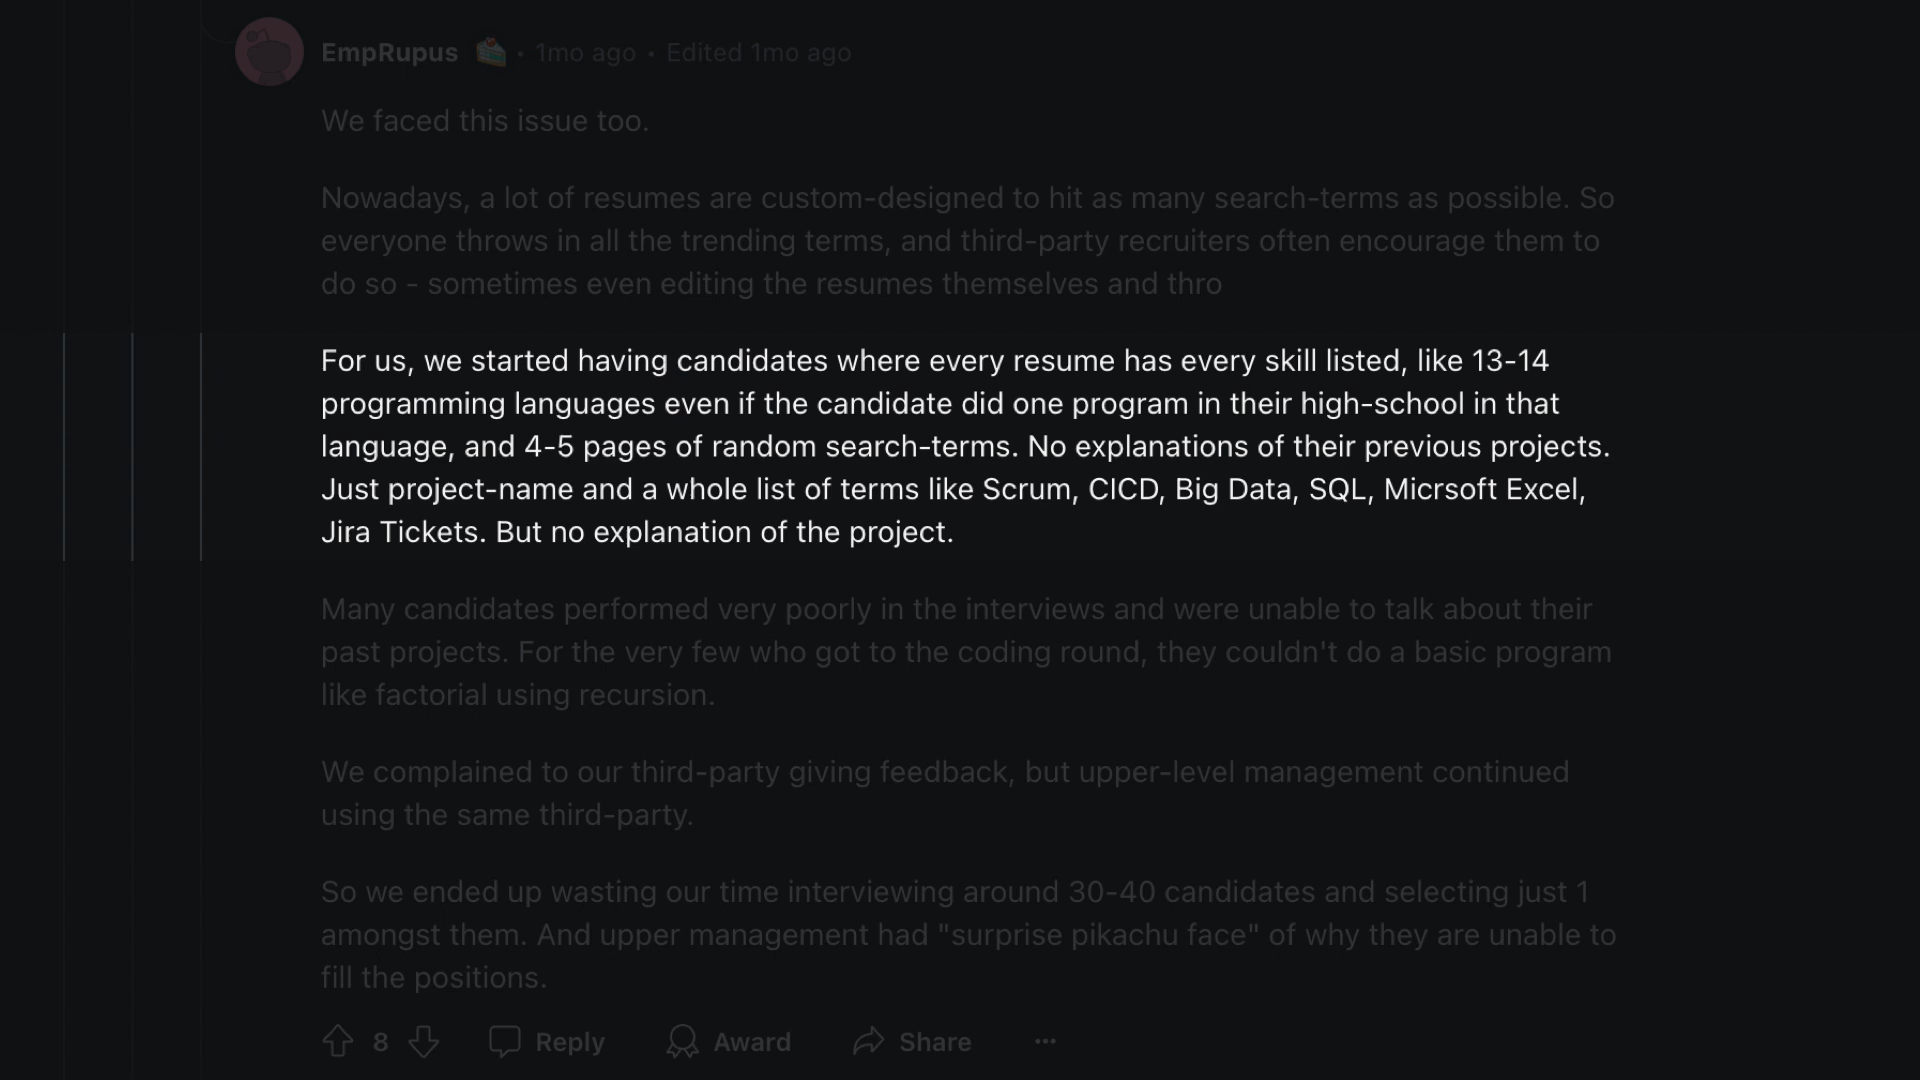 EmpRupus • 1mo ago • Edited 1mo ago
We faced this issue too.
Nowadays, a lot of resumes are custom-designed to hit as many search-terms as possible. So
everyone throws in all the trending terms, and third-party recruiters often encourage them to
do so - sometimes even editing the resumes themselves and thro
For us, we started having candidates where every resume has every skill listed, like 13-14
programming languages even if the candidate did one program in their high-school in that
language, and 4-5 pages of random search-terms. No explanations of their previous projects.
Just project-name and a whole list of terms like Scrum, CICD, Big Data, SQL, Micrsoft Excel,
Jira Tickets. But no explanation of the project.
Many candidates performed very poorly in the interviews and were unable to talk about their
past projects. For the very few who got to the coding round, they couldn't do a basic program
like factorial using recursion.
We complained to our third-party giving feedback, but upper-level management continued
using the same third-party.
So we ended up wasting our time interviewing around 30-40 candidates and selecting just 1
amongst them. And upper management had "surprise pikachu face" of why they are unable to
fill the positions.
8 Reply Award Share